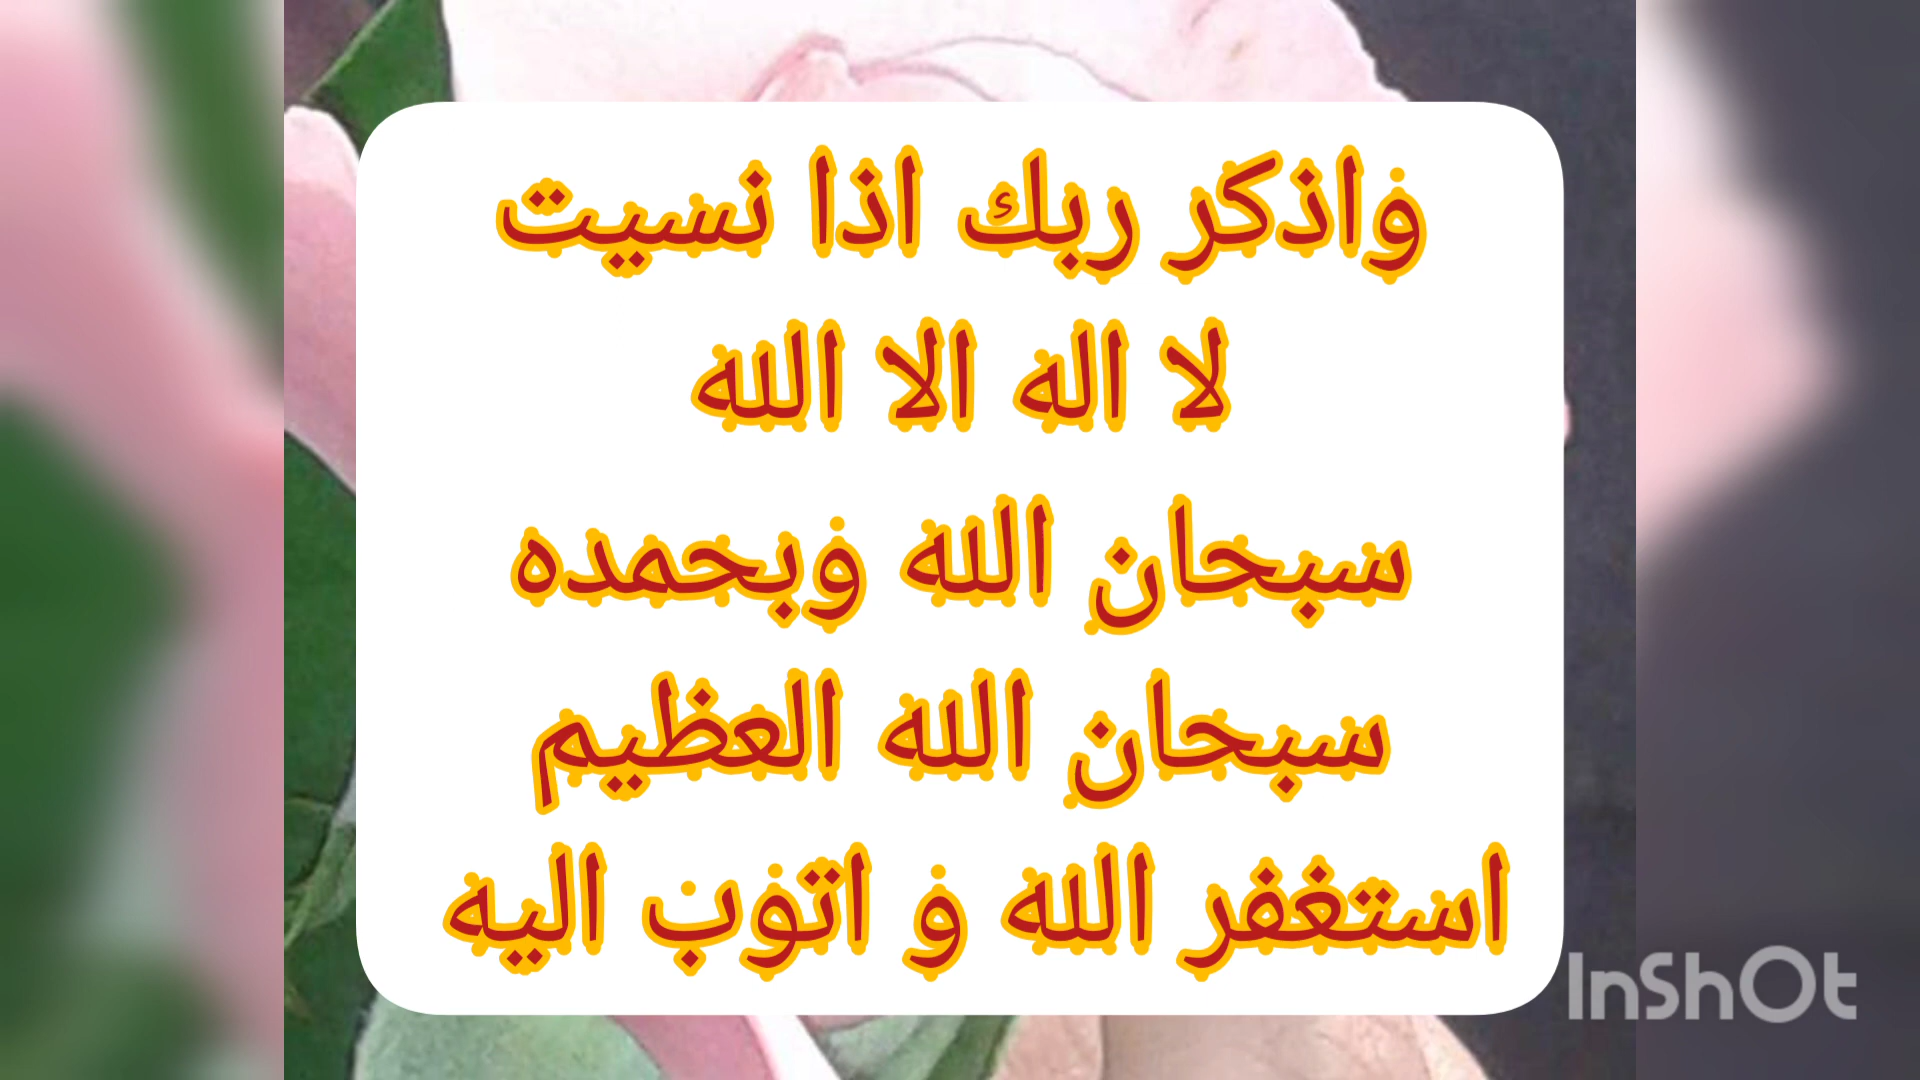 واذكر ربك اذا نسيت
لا اله الا الله
سبحان الله وبحمده
سبحان الله العظيم
استغفر الله و اتوب اليه
InShOt